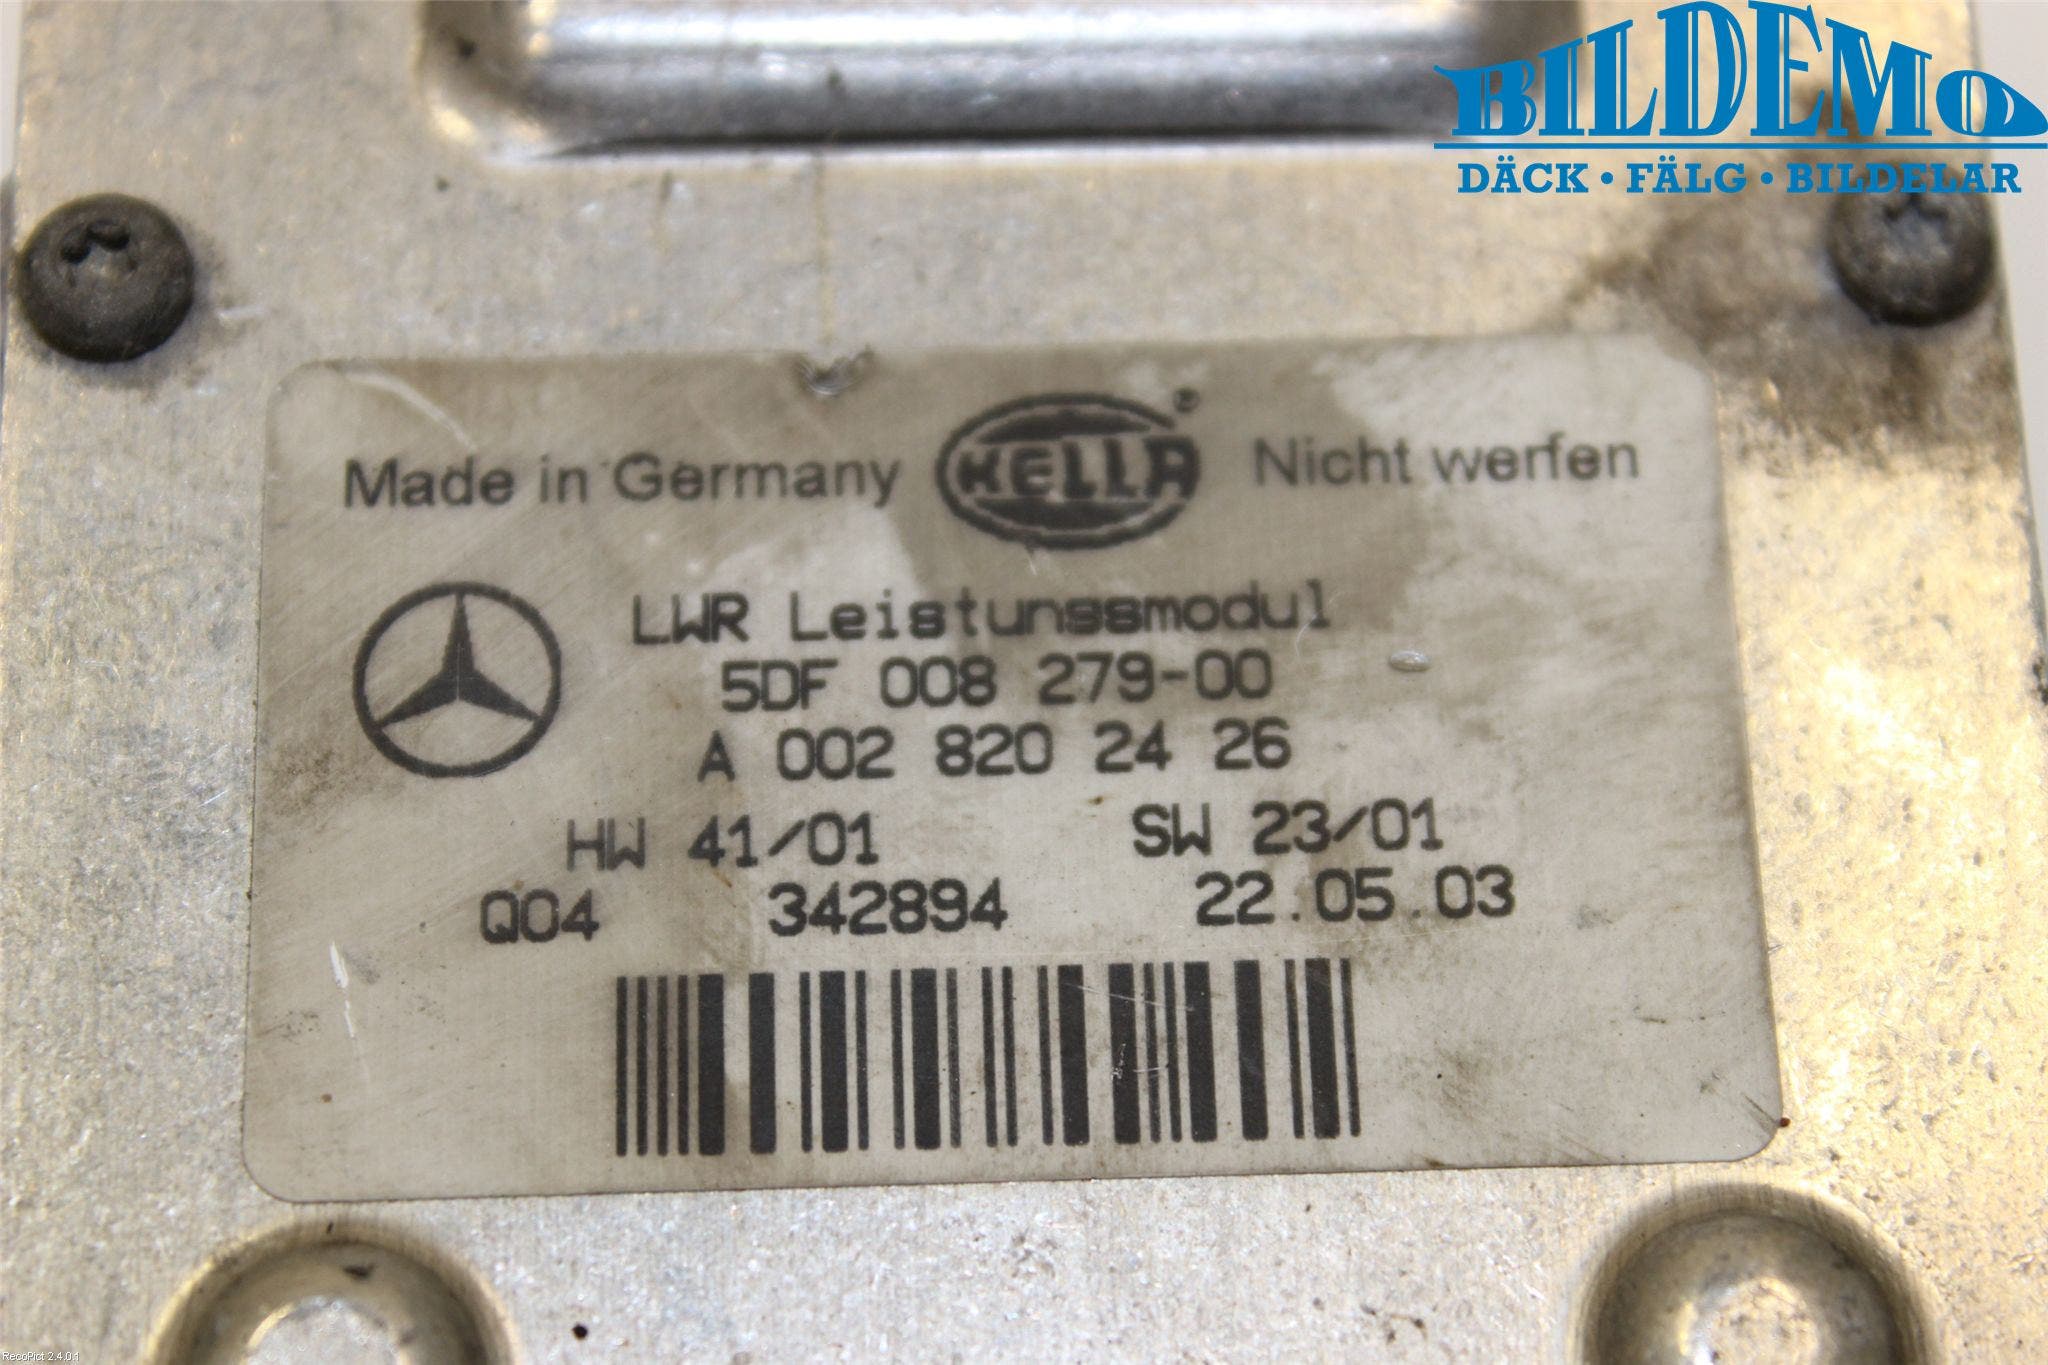 BILDEMO
DÄCK • FÄLG • BILDELAR
Made in Germany HELLA® Nicht werfen
LWR Leistungsmodul
5DF 008 279-00
A 002 820 24 26
HW 41/01 SW 23/01
Q04 342894 22.05.03
RecoPict 2.4.0.1